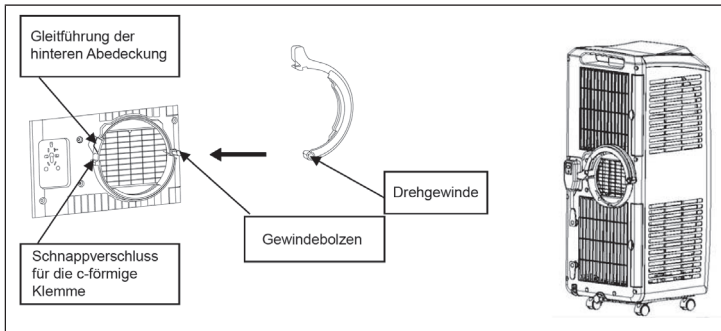 Gleitführung der
hinteren Abedeckung
Drehgewinde
Gewindebolzen
Schnappverschluss
für die c-förmige
Klemme